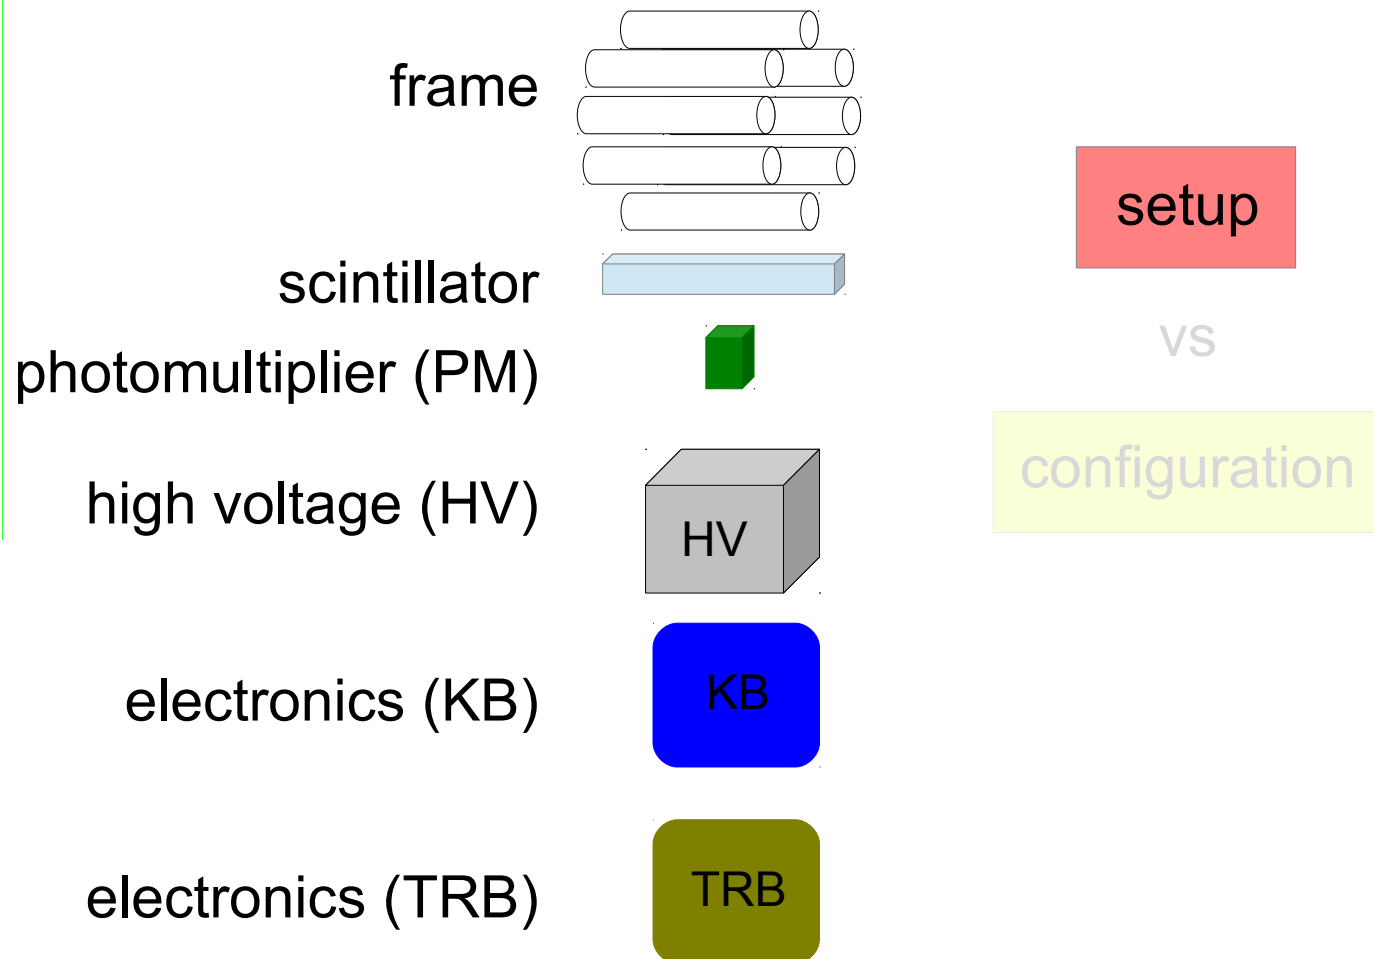 frame
scintillator
photomultiplier (PM)
high voltage (HV)
HV
electronics (KB)
KB
electronics (TRB)
TRB
setup
vs
configuration